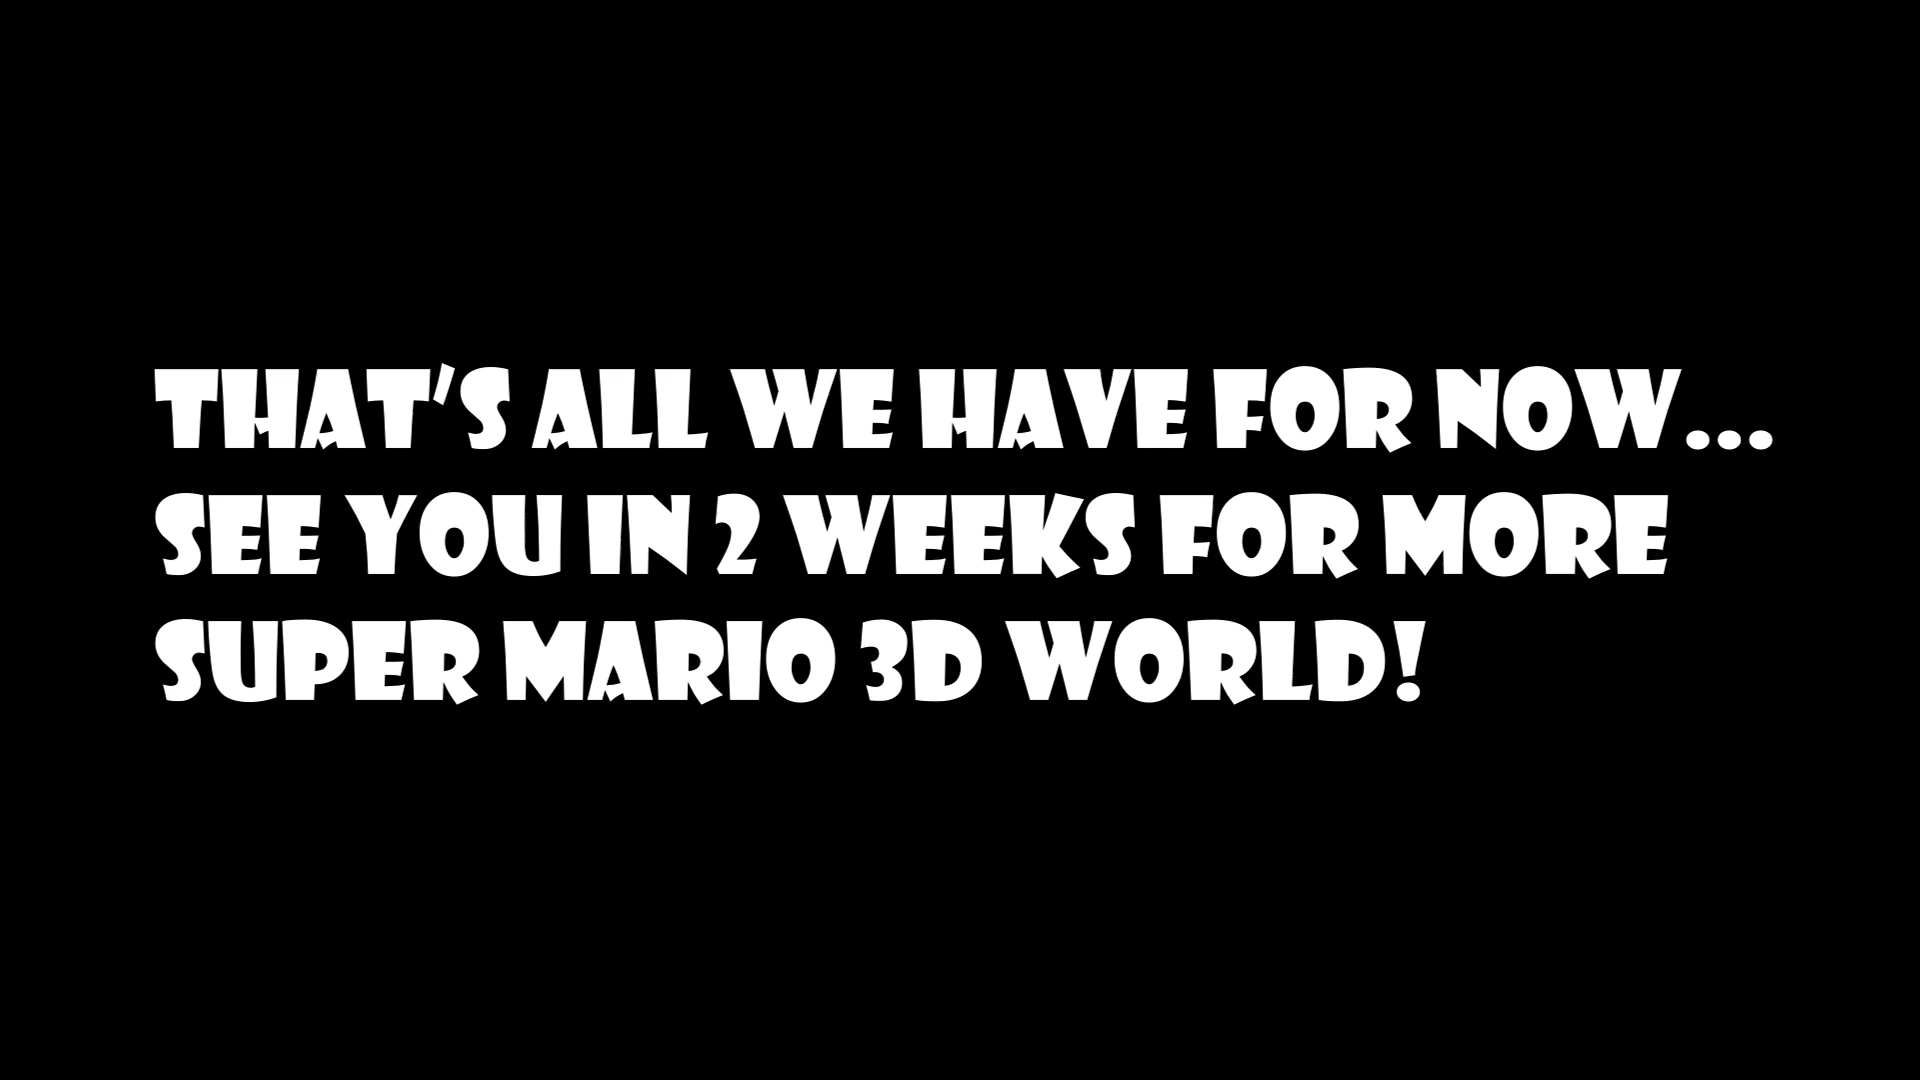 THAT'S ALL WE HAVE FOR NOW...
SEE YOU IN 2 WEEKS FOR MORE
SUPER MARIO 3D WORLD!